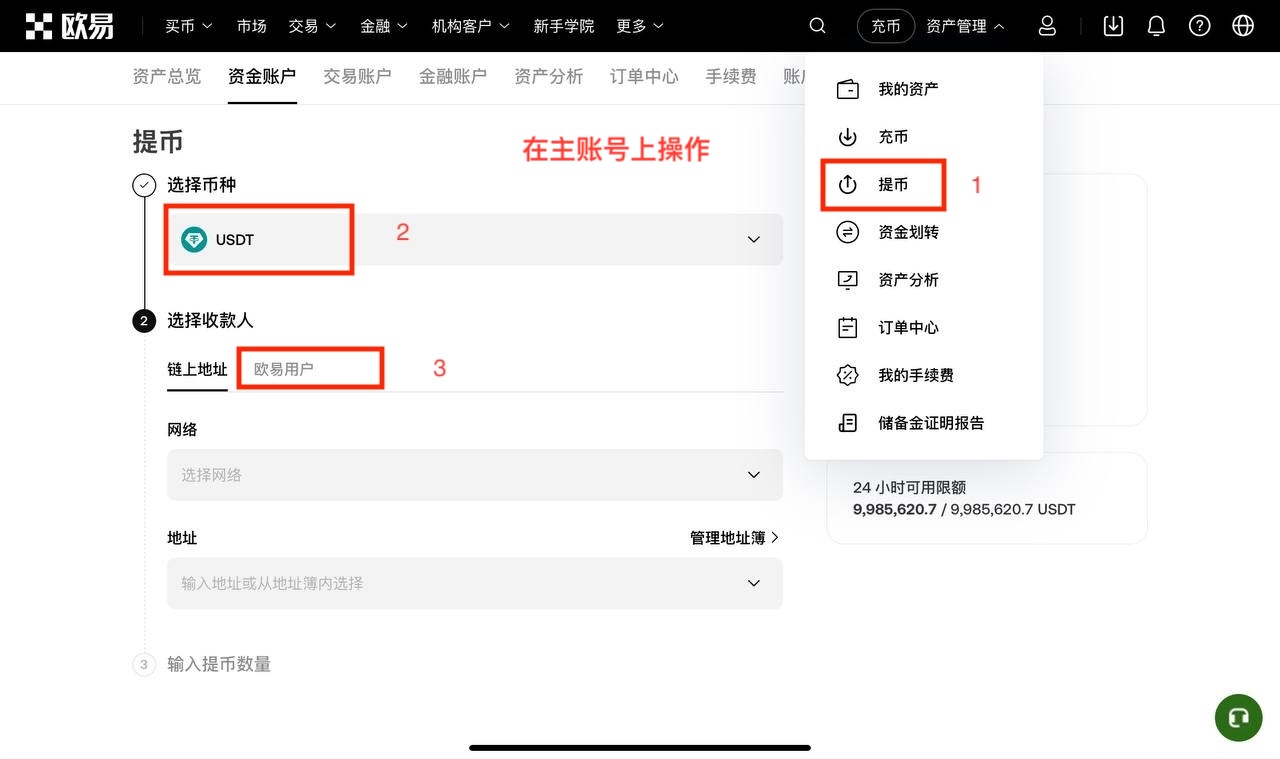 欧易 买币 市场 交易 金融 机构客户 新手学院 更多 充币 资产管理
资产总览 资金账户 交易账户 金融账户 资产分析 订单中心 手续费
我的资产
充币
提币 1
资金划转
资产分析
订单中心
我的手续费
储备金证明报告
提币
在主账号上操作
选择币种
USDT 2
2 选择收款人
链上地址 欧易用户 3
网络
选择网络
地址 管理地址簿
输入地址或从地址簿内选择
3 输入提币数量
24 小时可用限额
9,985,620.7 / 9,985,620.7 USDT